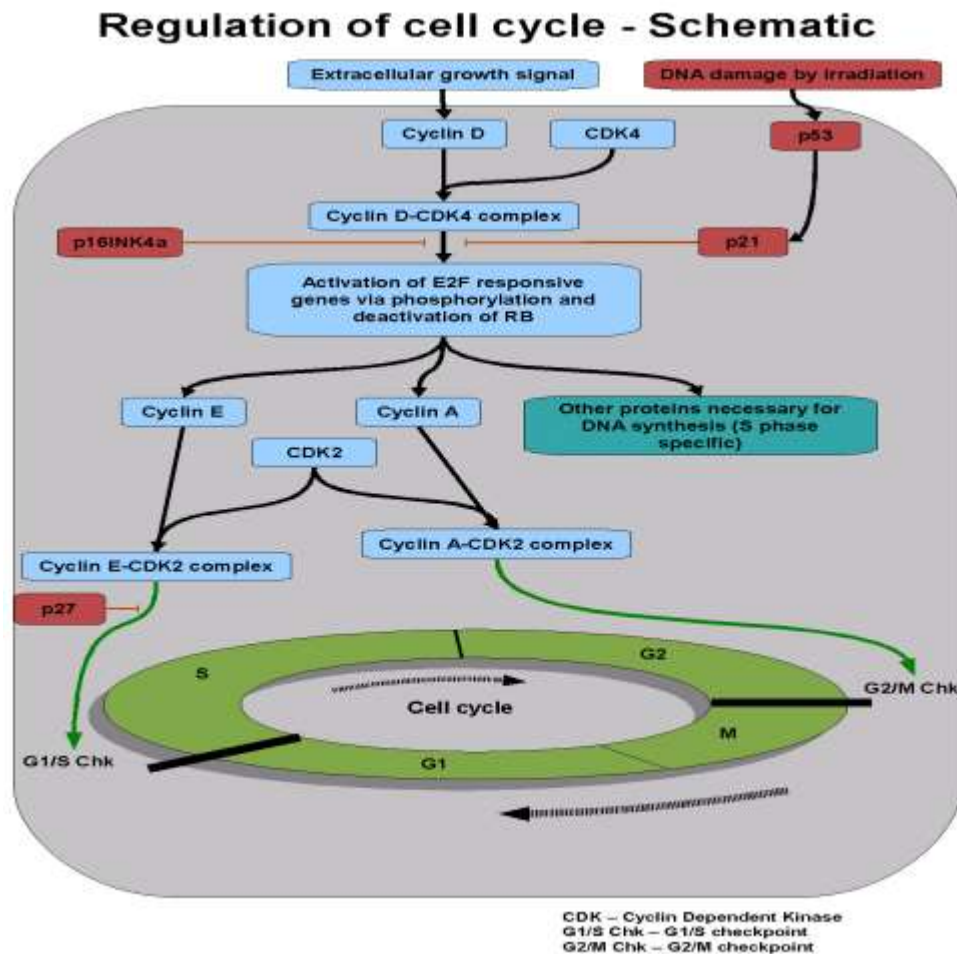 Regulation of cell cycle - Schematic
Extracellular growth signal
DNA damage by irradiation
Cyclin D
CDK4
p53
Cyclin D-CDK4 complex
p16INK4a
p21
Activation of E2F responsive
genes via phosphorylation and
deactivation of RB
Cyclin E
Cyclin A
Other proteins necessary for
DNA synthesis (S phase
specific)
CDK2
Cyclin E-CDK2 complex
Cyclin A-CDK2 complex
p27
S
G2
G2/M Chk
Cell cycle
M
G1/S Chk
G1
CDK – Cyclin Dependent Kinase
G1/S Chk – G1/S checkpoint
G2/M Chk – G2/M checkpoint